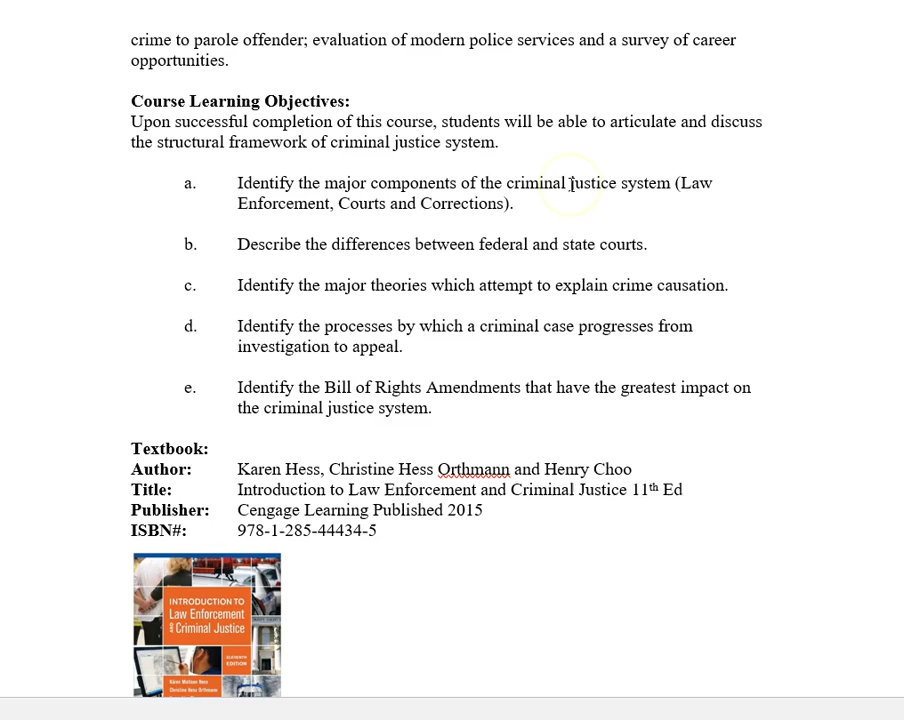 crime to parole offender; evaluation of modern police services and a survey of career
opportunities.
Course Learning Objectives:
Upon successful completion of this course, students will be able to articulate and discuss
the structural framework of criminal justice system.
a. Identify the major components of the criminal justice system (Law
Enforcement, Courts and Corrections).
b. Describe the differences between federal and state courts.
c. Identify the major theories which attempt to explain crime causation.
d. Identify the processes by which a criminal case progresses from
investigation to appeal.
e. Identify the Bill of Rights Amendments that have the greatest impact on
the criminal justice system.
Textbook:
Author: Karen Hess, Christine Hess Orthmann and Henry Choo
Title: Introduction to Law Enforcement and Criminal Justice 11th Ed
Publisher: Cengage Learning Published 2015
ISBN#: 978-1-285-44434-5
INTRODUCTION TO
Law Enforcement
AND Criminal Justice
ELEVENTH
EDITION
Christine Hess Orthmann